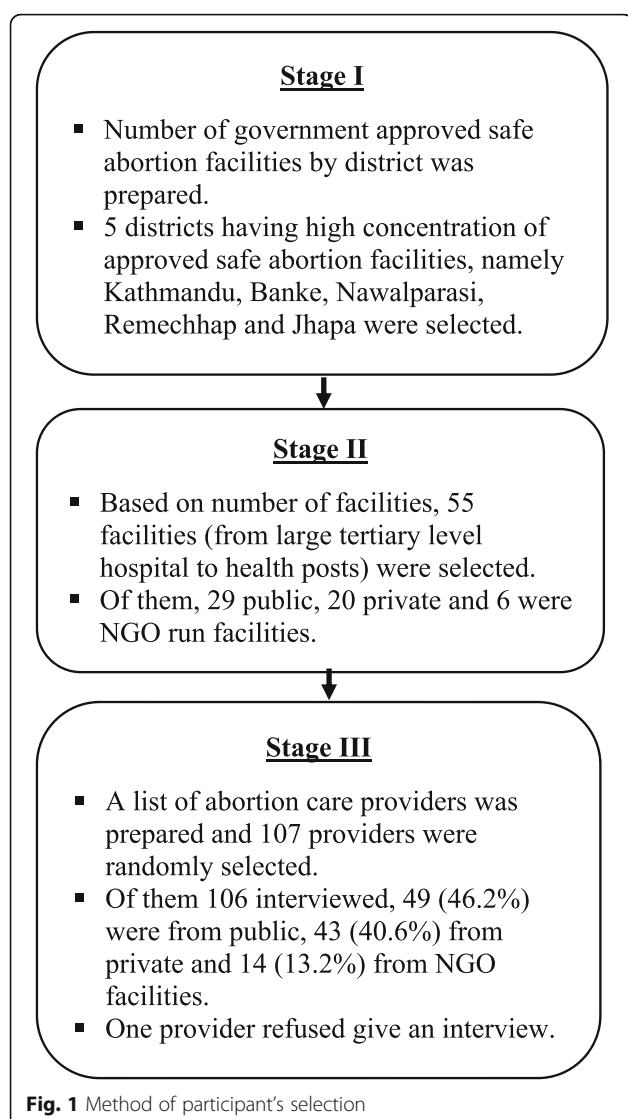 Stage I
▪ Number of government approved safe
abortion facilities by district was
prepared.
▪ 5 districts having high concentration of
approved safe abortion facilities, namely
Kathmandu, Banke, Nawalparasi,
Remechhap and Jhapa were selected.
Stage II
▪ Based on number of facilities, 55
facilities (from large tertiary level
hospital to health posts) were selected.
▪ Of them, 29 public, 20 private and 6 were
NGO run facilities.
Stage III
▪ A list of abortion care providers was
prepared and 107 providers were
randomly selected.
▪ Of them 106 interviewed, 49 (46.2%)
were from public, 43 (40.6%) from
private and 14 (13.2%) from NGO
facilities.
▪ One provider refused give an interview.
Fig. 1 Method of participant's selection